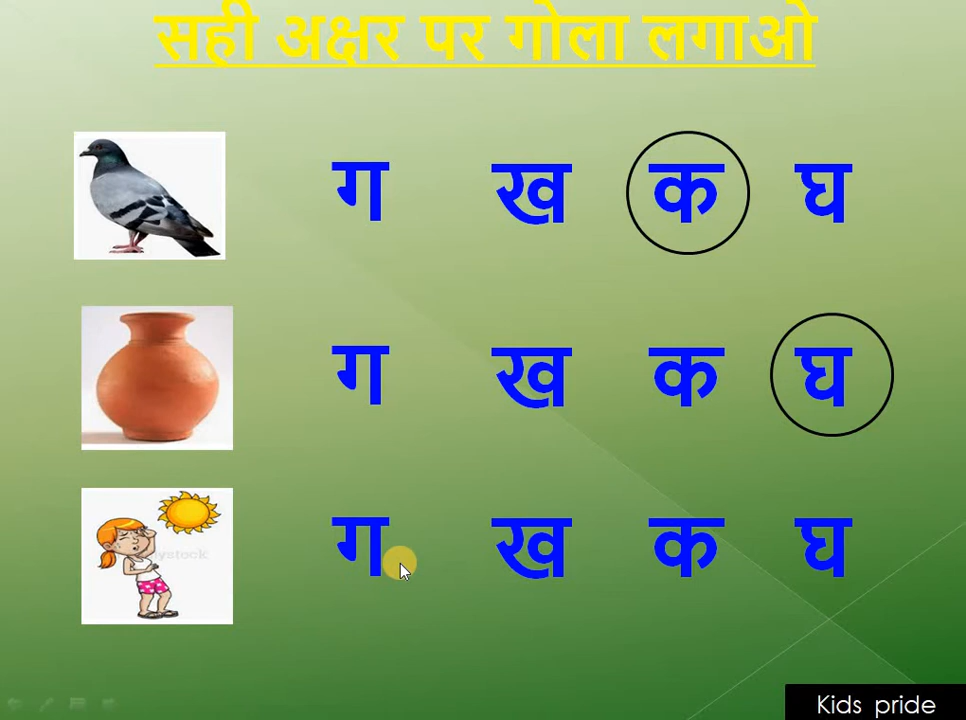 सही अक्षर पर गोला लगाओ
ग ख क घ
ग ख क घ
ग ख क घ
Kids pride